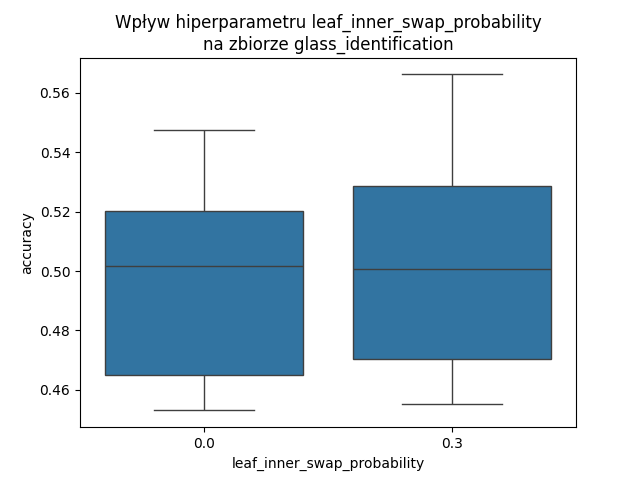 Wpływ hiperparametru leaf_inner_swap_probability
na zbiorze glass_identification
0.56
0.54
0.52
0.50
0.48
0.46
accuracy
0.0
0.3
leaf_inner_swap_probability